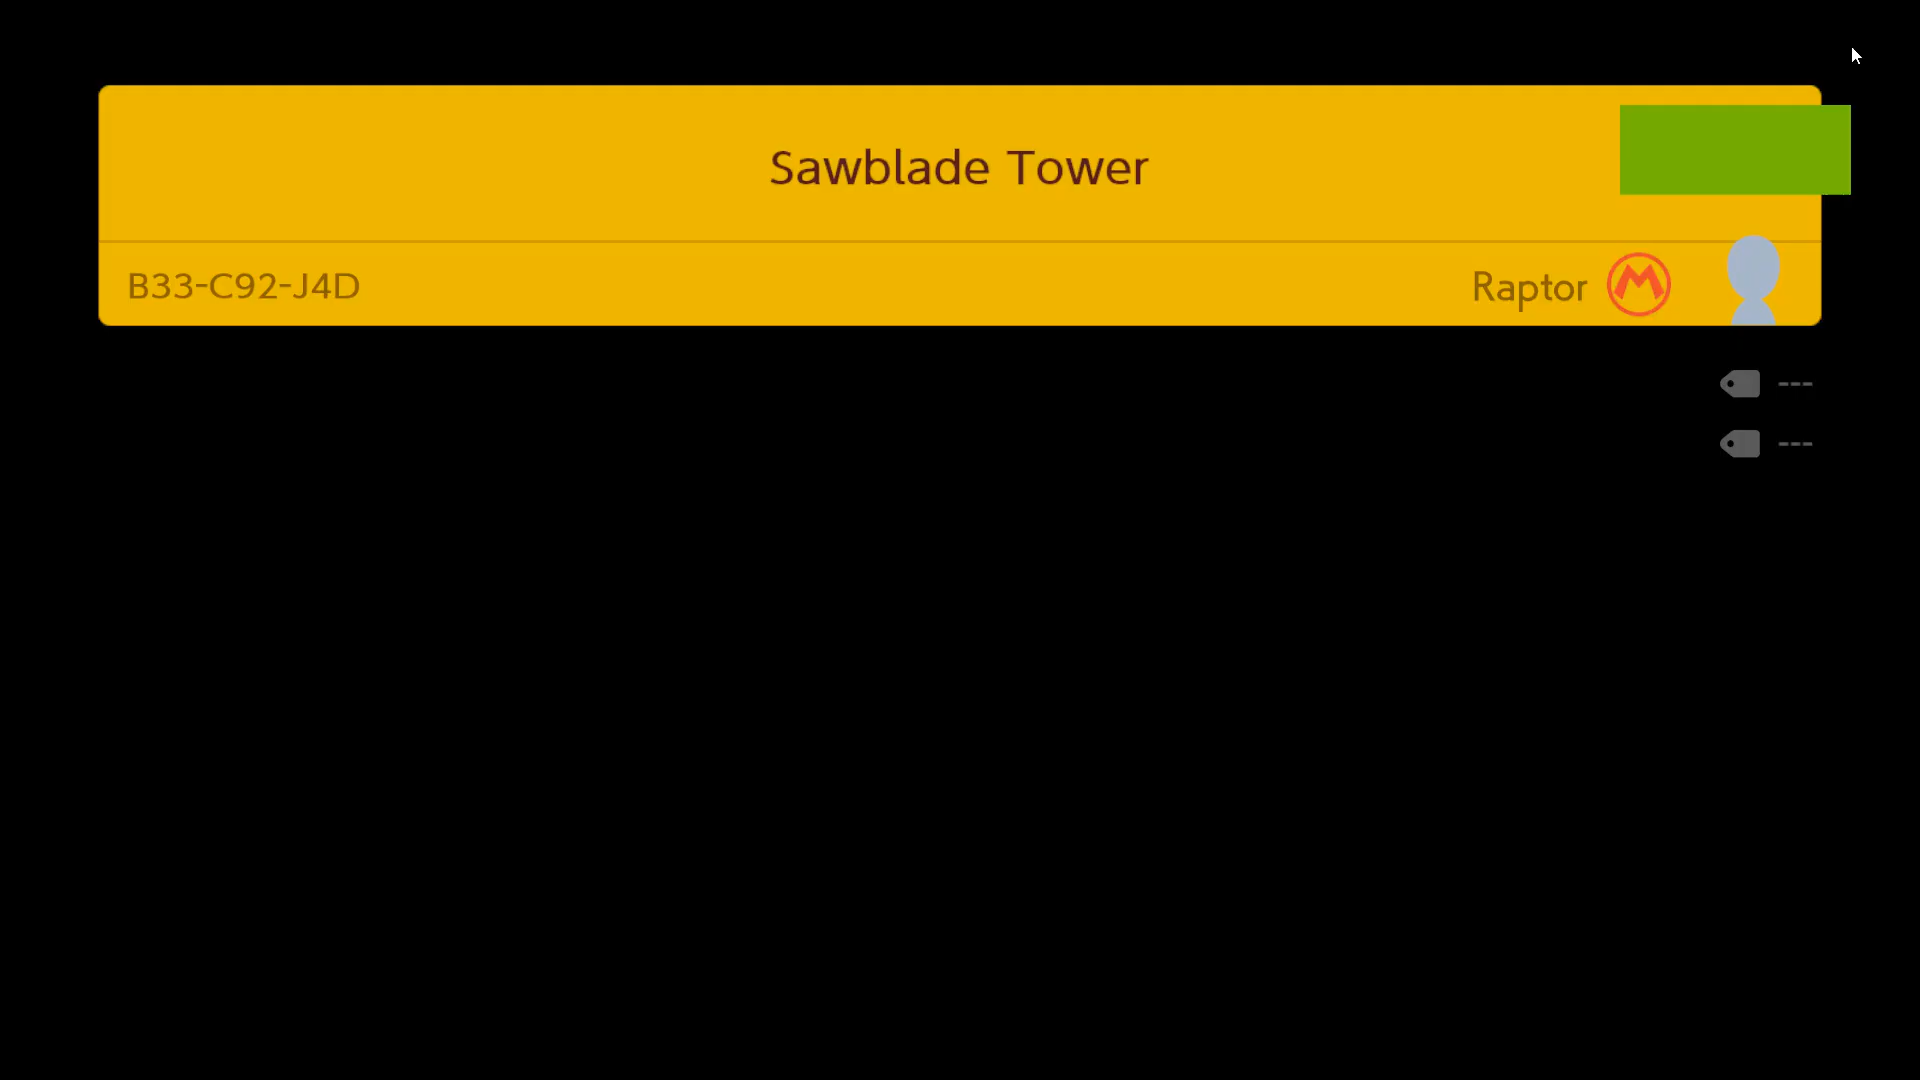 Sawblade Tower
B33-C92-J4D
Raptor
---
---